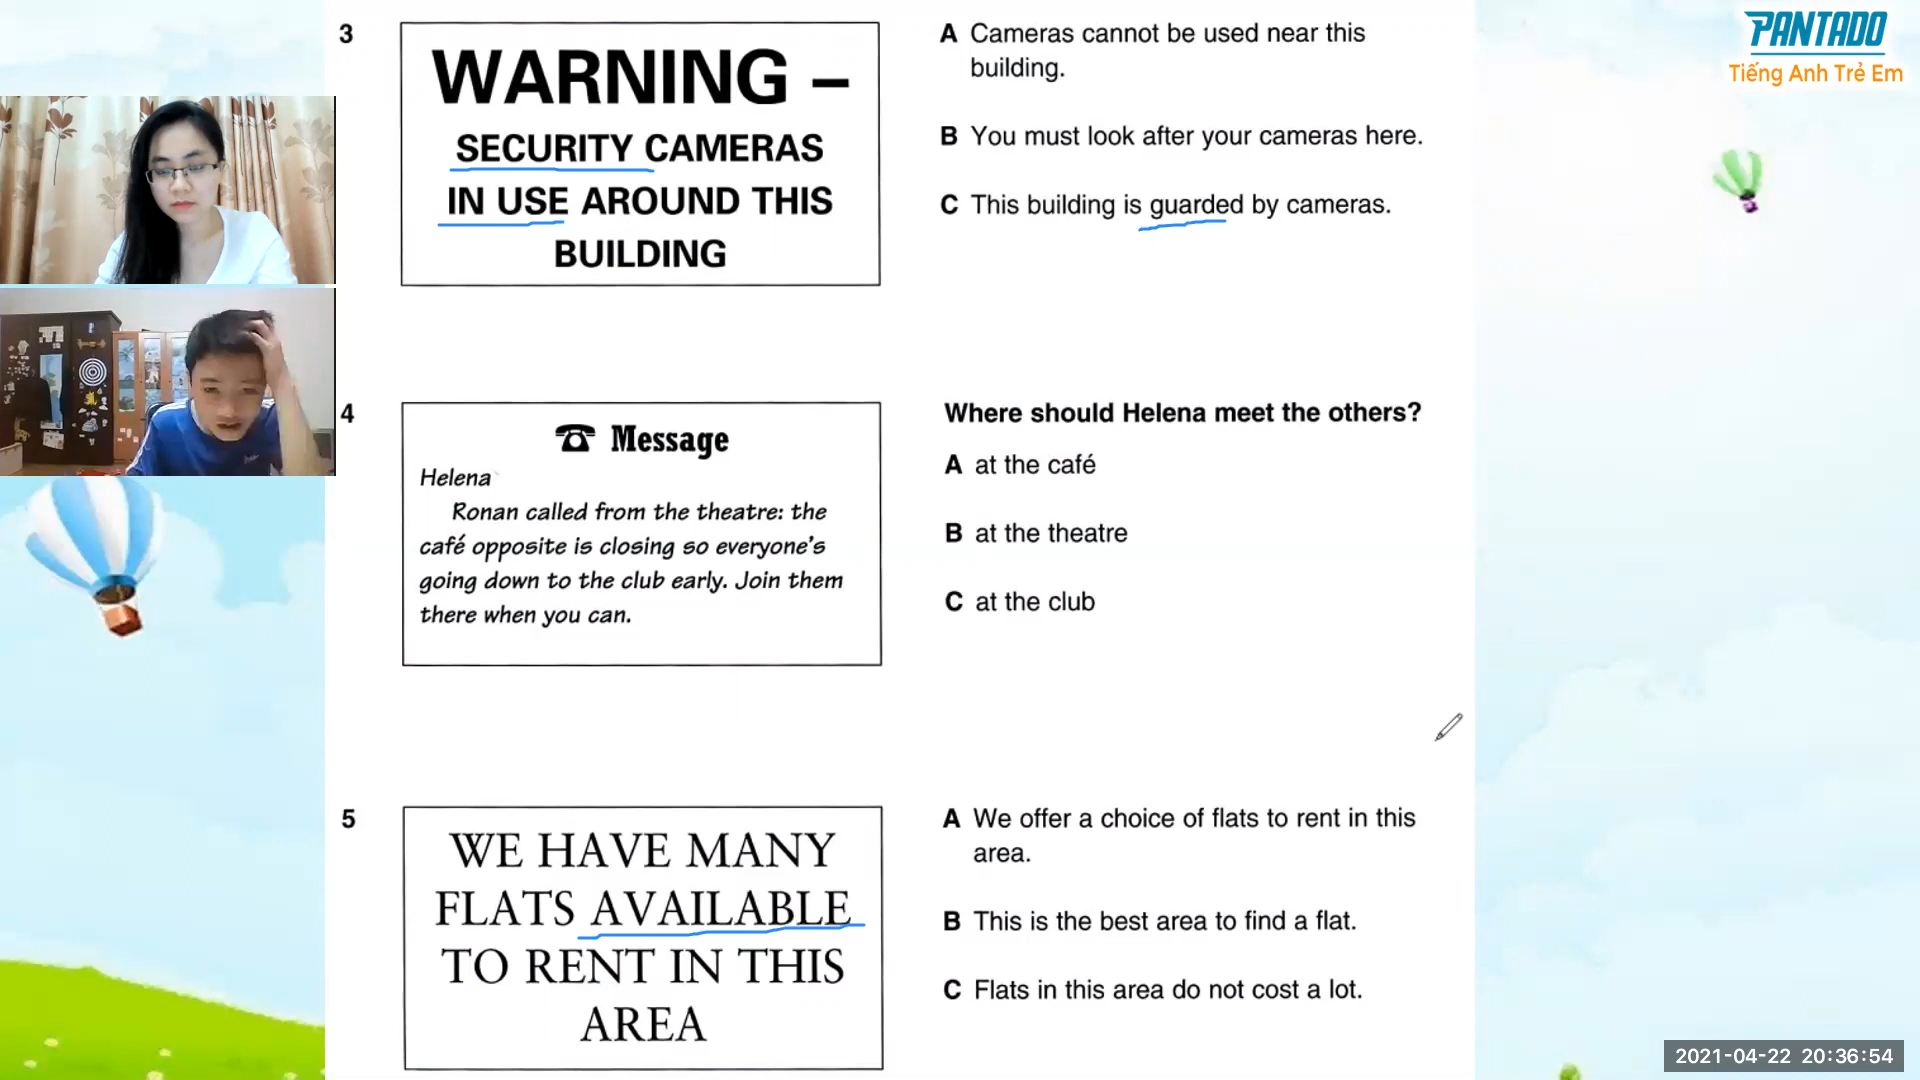 PANTADO
Tiếng Anh Trẻ Em
3
WARNING –
SECURITY CAMERAS
IN USE AROUND THIS
BUILDING
A Cameras cannot be used near this
building.
B You must look after your cameras here.
C This building is guarded by cameras.
4
Message
Helena
Ronan called from the theatre: the
café opposite is closing so everyone's
going down to the club early. Join them
there when you can.
Where should Helena meet the others?
A at the café
B at the theatre
C at the club
5
WE HAVE MANY
FLATS AVAILABLE
TO RENT IN THIS
AREA
A We offer a choice of flats to rent in this
area.
B This is the best area to find a flat.
C Flats in this area do not cost a lot.
2021-04-22 20:36:54